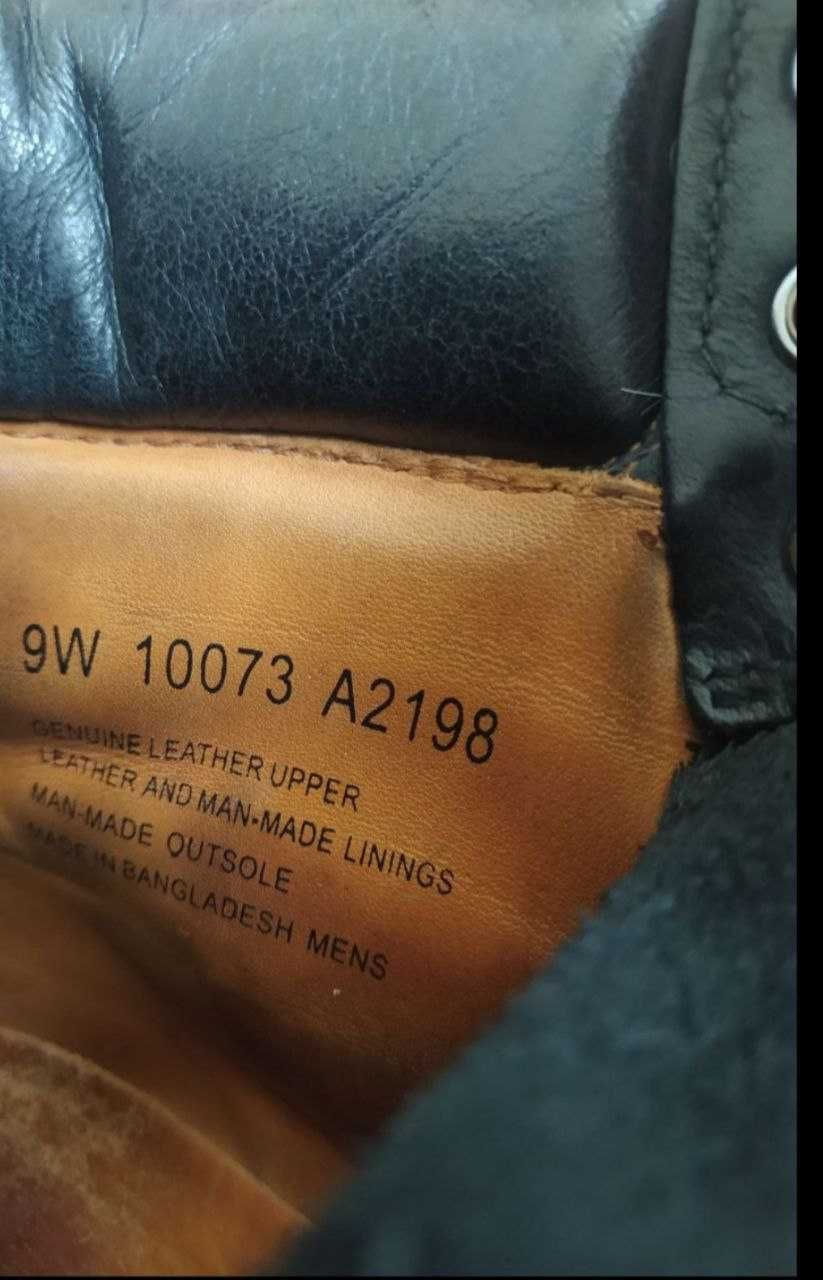 9W 10073 A2198
GENUINE LEATHER UPPER
LEATHER AND MAN-MADE LININGS
MAN-MADE OUTSOLE
MADE IN BANGLADESH MENS